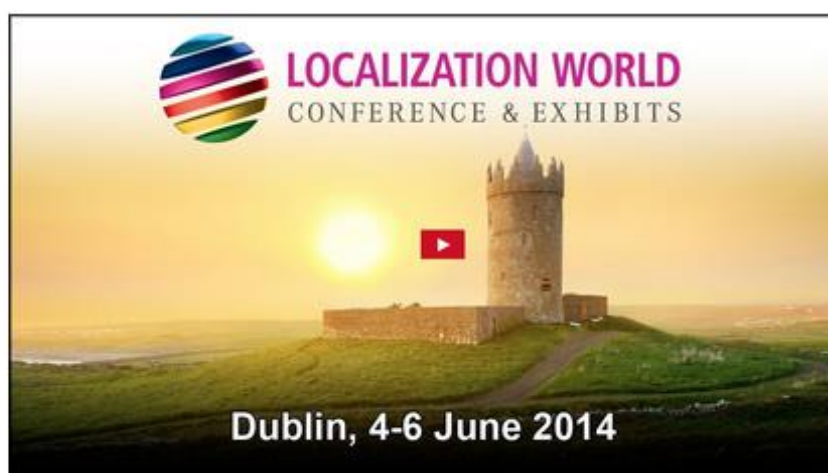 LOCALIZATION WORLD
CONFERENCE & EXHIBITS
Dublin, 4-6 June 2014